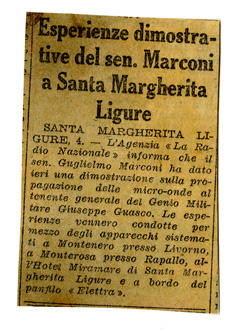 Esperienze dimostra-
tive del sen. Marconi
a Santa Margherita
Ligure
SANTA MARGHERITA LI-
GURE, 4. — L'Agenzia «La Ra-
dio Nazionale» informa che il
sen. Guglielmo Marconi ha dato
ieri una dimostrazione sulla pro-
pagazione delle micro-onde al
tenente generale del Genio Mili-
tare Giuseppe Guasco. Le espe-
rienze vennero condotte per
mezzo degli apparecchi sistema-
ti a Montenero presso Livorno,
a Monterosa presso Rapallo, al-
l'Hotel Miramare di Santa Mar-
gherita Ligure e a bordo del
panfilo «Elettra».